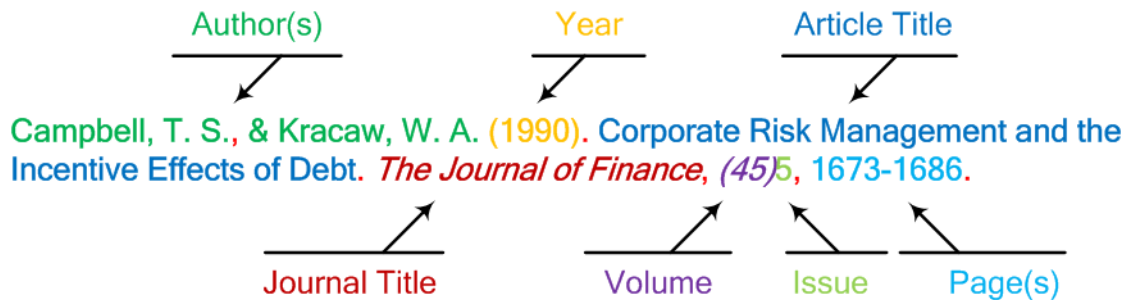 Author(s) Year Article Title
Campbell, T. S., & Kracaw, W. A. (1990). Corporate Risk Management and the
Incentive Effects of Debt. The Journal of Finance, (45)5, 1673-1686.
Journal Title Volume Issue Page(s)